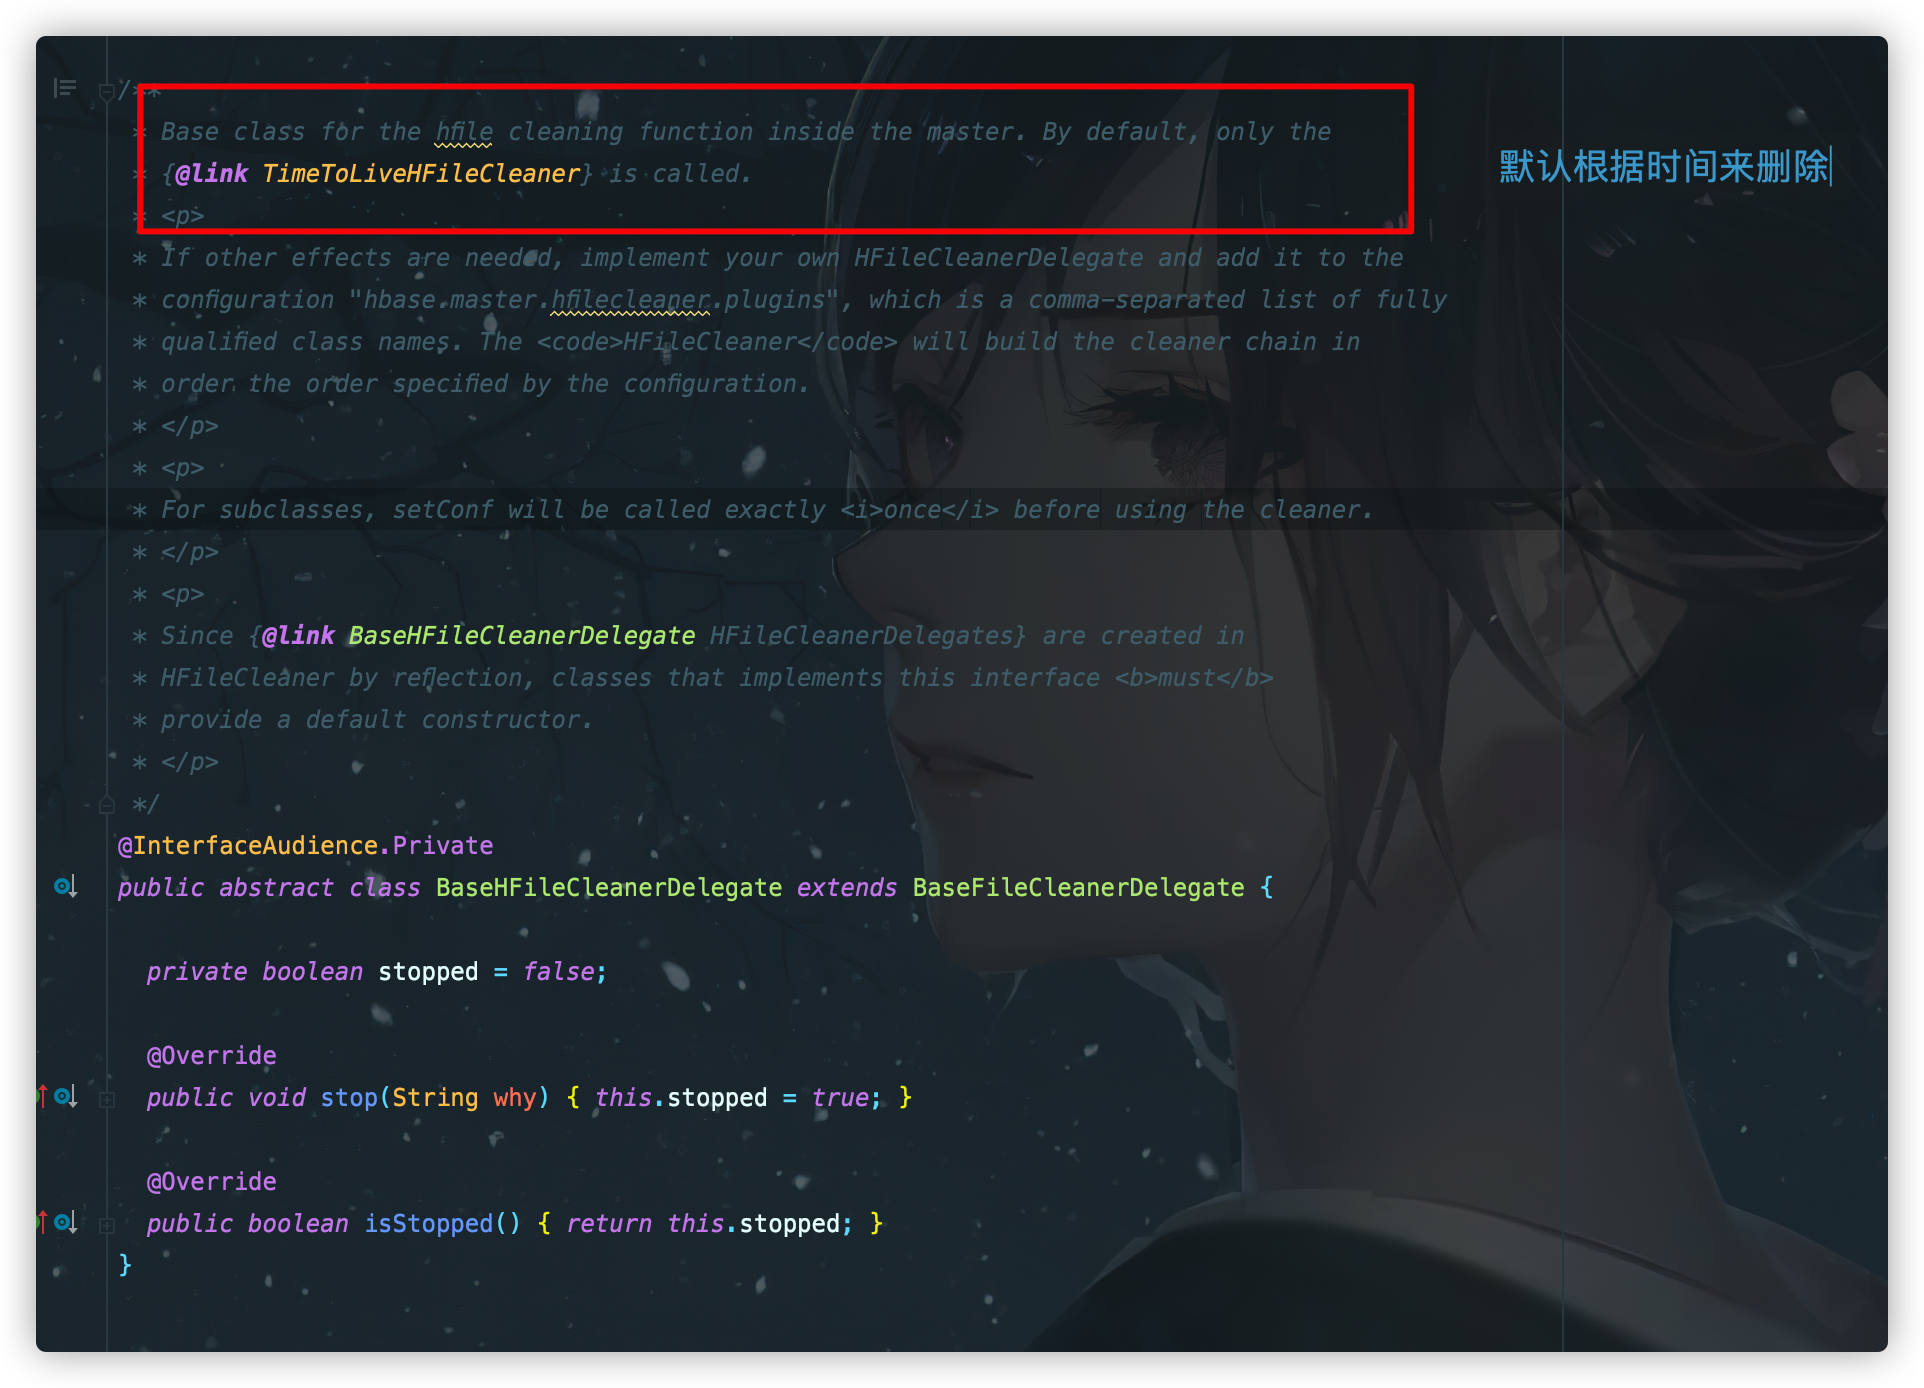 /**
* Base class for the hfile cleaning function inside the master. By default, only the
* {@link TimeToLiveHFileCleaner} is called.
默认根据时间来删除
* <p>
* If other effects are needed, implement your own HFileCleanerDelegate and add it to the
* configuration "hbase.master.hfilecleaner.plugins", which is a comma-separated list of fully
* qualified class names. The <code>HFileCleaner</code> will build the cleaner chain in
* order the order specified by the configuration.
* </p>
* <p>
* For subclasses, setConf will be called exactly <i>once</i> before using the cleaner.
* </p>
* <p>
* Since {@link BaseHFileCleanerDelegate HFileCleanerDelegates} are created in
* HFileCleaner by reflection, classes that implements this interface <b>must</b>
* provide a default constructor.
* </p>
*/
@InterfaceAudience.Private
public abstract class BaseHFileCleanerDelegate extends BaseFileCleanerDelegate {
private boolean stopped = false;
@Override
public void stop(String why) { this.stopped = true; }
@Override
public boolean isStopped() { return this.stopped; }
}